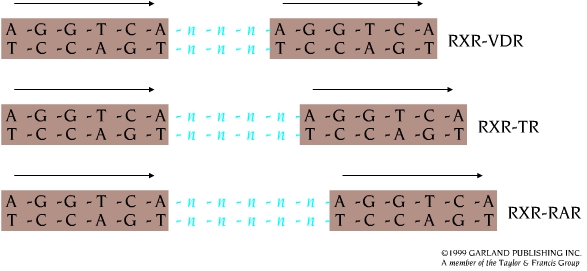 A -G -G -T -C -A - n - n - n - A -G -G -T -C -A
T -C -C -A -G -T - n - n - n - T -C -C -A -G -T
RXR-VDR
A -G -G -T -C -A - n - n - n - n - A -G -G -T -C -A
T -C -C -A -G -T - n - n - n - n - T -C -C -A -G -T
RXR-TR
A -G -G -T -C -A - n - n - n - n - n - A -G -G -T -C -A
T -C -C -A -G -T - n - n - n - n - n - T -C -C -A -G -T
RXR-RAR
©1999 GARLAND PUBLISHING INC.
A member of the Taylor & Francis Group